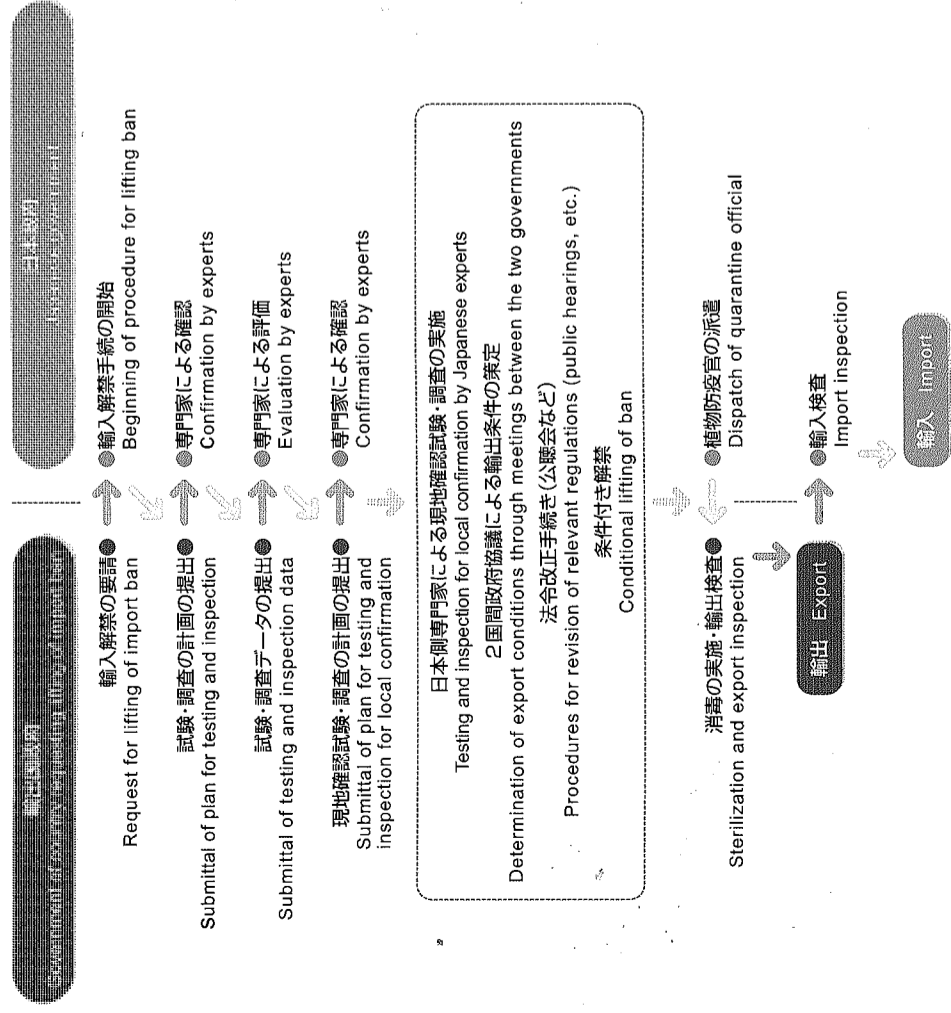 輸出国政府
Government of country requesting lifting of import ban
日本政府
Japanese government
輸入解禁の要請●
Request for lifting of import ban
●輸入解禁手続の開始
Beginning of procedure for lifting ban
試験・調査の計画の提出●
Submittal of plan for testing and inspection
●専門家による確認
Confirmation by experts
試験・調査データの提出●
Submittal of testing and inspection data
●専門家による評価
Evaluation by experts
現地確認試験・調査の計画の提出●
Submittal of plan for testing and
inspection for local confirmation
●専門家による確認
Confirmation by experts
日本側専門家による現地確認試験・調査の実施
Testing and inspection for local confirmation by Japanese experts
2国間政府協議による輸出条件の策定
Determination of export conditions through meetings between the two governments
法令改正手続き(公聴会など)
Procedures for revision of relevant regulations (public hearings, etc.)
条件付き解禁
Conditional lifting of ban
●植物防疫官の派遣
Dispatch of quarantine official
消毒の実施・輸出検査●
Sterilization and export inspection
輸出 Export
●輸入検査
Import inspection
輸入 Import